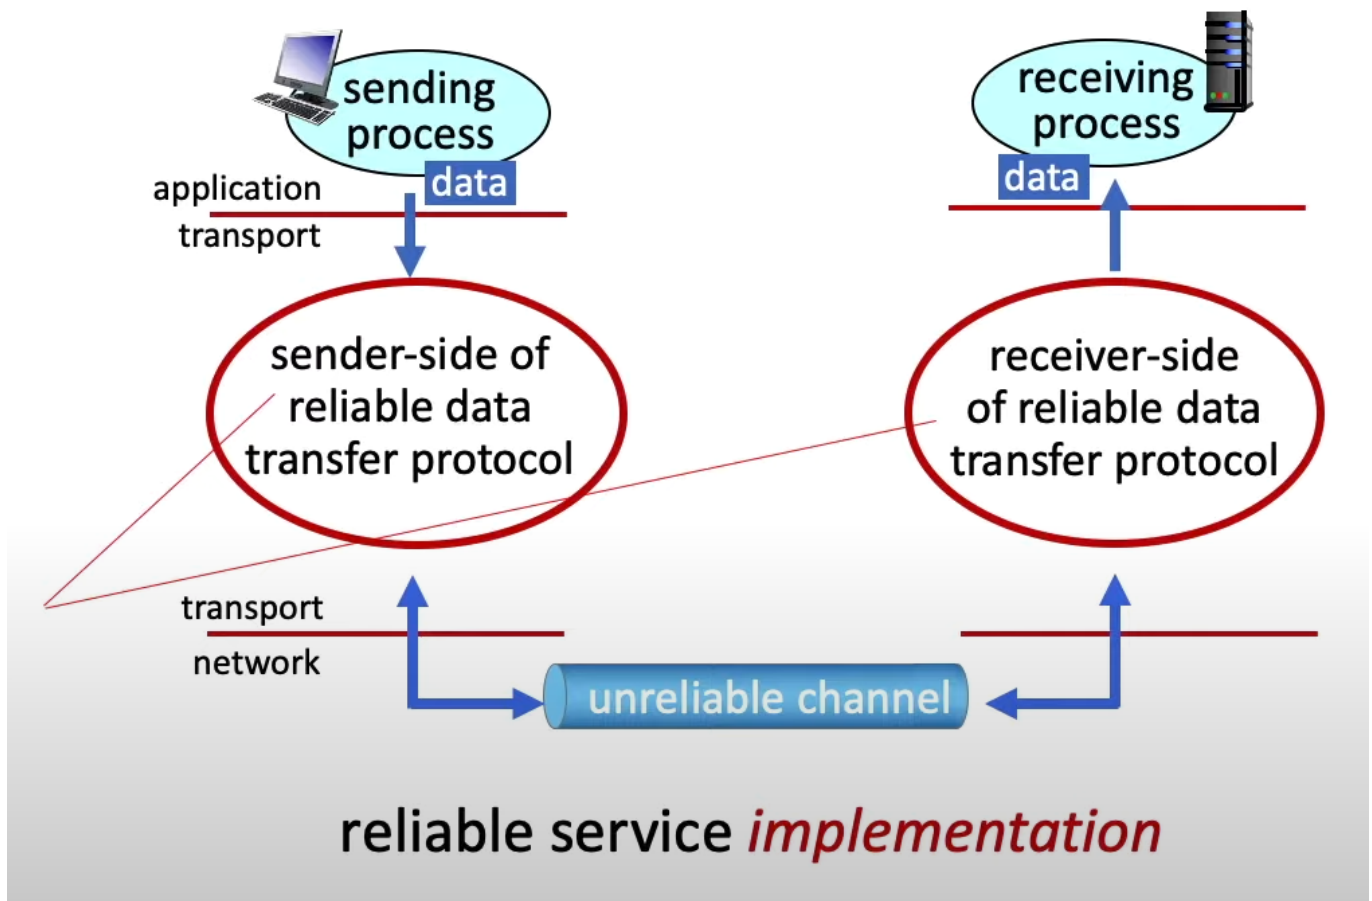 sending
process
data
application
transport
receiving
process
data
sender-side of
reliable data
transfer protocol
receiver-side
of reliable data
transfer protocol
transport
network
unreliable channel
reliable service implementation